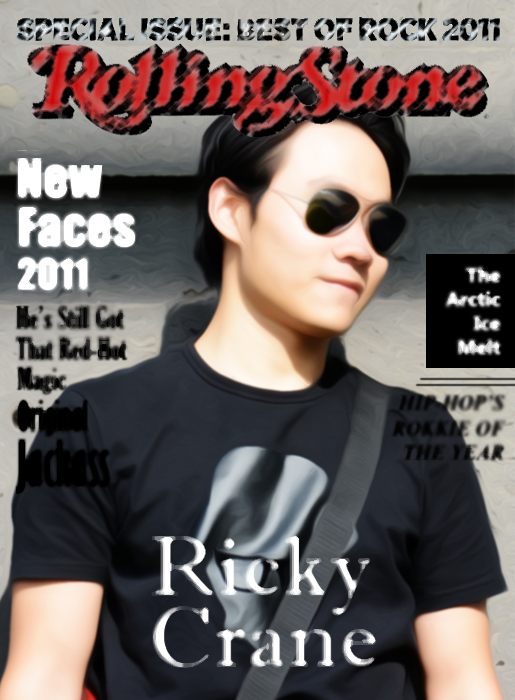 SPECIAL ISSUE: BEST OF ROCK 2011
RollingStone
New
Faces
2011
He's Still Got
That Red-Hot
Magic
Original
Jackass
The
Arctic
Ice
Melt
HIP-HOP'S
ROKKIE OF
THE YEAR
Ricky
Crane